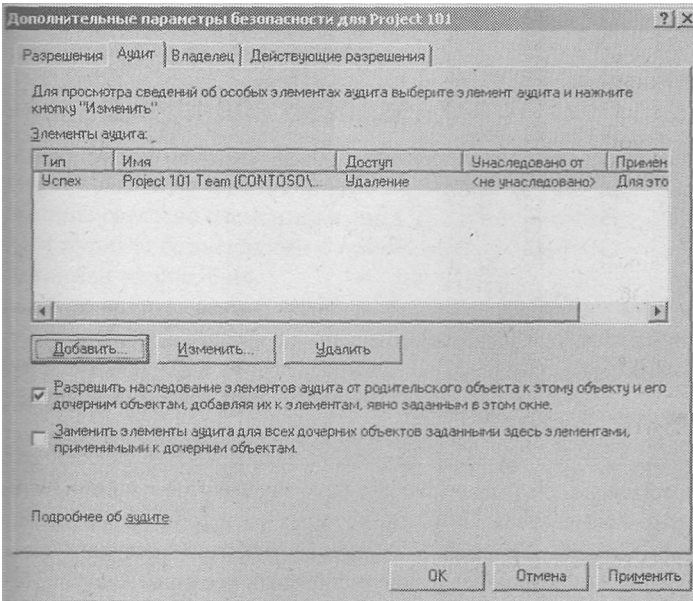 Дополнительные параметры безопасности для Project 101
Разрешения Аудит Владелец Действующие разрешения
Для просмотра сведений об особых элементах аудита выберите элемент аудита и нажмите
кнопку "Изменить".
Элементы аудита:
Тип Имя Доступ Унаследовано от Примен
Успех Project 101 Team (CONTOSO\... Удаление <не унаследовано> Для это
Добавить... Изменить... Удалить
Разрешить наследование элементов аудита от родительского объекта к этому объекту и его
дочерним объектам, добавляя их к элементам, явно заданным в этом окне.
Заменить элементы аудита для всех дочерних объектов заданными здесь элементами,
применимыми к дочерним объектам.
Подробнее об аудите.
OK Отмена Применить